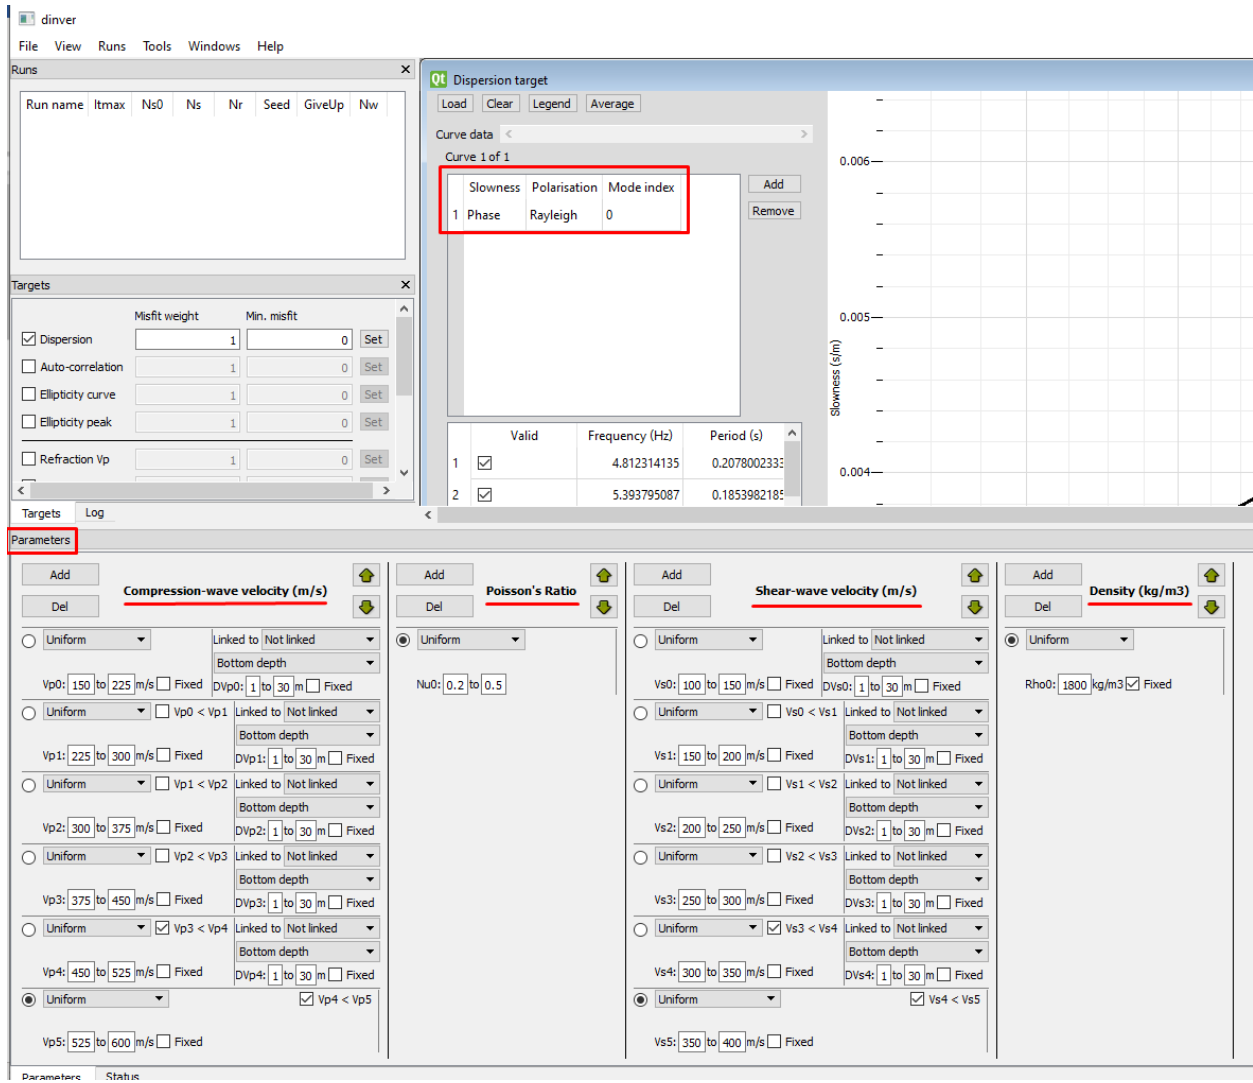 dinver
File View Runs Tools Windows Help
Runs
Run name Itmax Ns0 Ns Nr Seed GiveUp Nw
Targets
Misfit weight Min. misfit
Dispersion 1 0 Set
Auto-correlation 1 0 Set
Ellipticity curve 1 0 Set
Ellipticity peak 1 0 Set
Refraction Vp 1 0 Set
Targets Log
Qt Dispersion target
Load Clear Legend Average
Curve data
Curve 1 of 1
Slowness Polarisation Mode index
1 Phase Rayleigh 0
Add
Remove
Valid Frequency (Hz) Period (s)
1 4.812314135 0.2078002333
2 5.393795087 0.1853982185
0.006
0.005
0.004
Slowness (s/m)
Parameters
Add
Del
Compression-wave velocity (m/s)
Uniform Linked to Not linked
Bottom depth
Vp0: 150 to 225 m/s Fixed DVp0: 1 to 30 m Fixed
Uniform Vp0 < Vp1 Linked to Not linked
Bottom depth
Vp1: 225 to 300 m/s Fixed DVp1: 1 to 30 m Fixed
Uniform Vp1 < Vp2 Linked to Not linked
Bottom depth
Vp2: 300 to 375 m/s Fixed DVp2: 1 to 30 m Fixed
Uniform Vp2 < Vp3 Linked to Not linked
Bottom depth
Vp3: 375 to 450 m/s Fixed DVp3: 1 to 30 m Fixed
Uniform Vp3 < Vp4 Linked to Not linked
Bottom depth
Vp4: 450 to 525 m/s Fixed DVp4: 1 to 30 m Fixed
Uniform Vp4 < Vp5
Vp5: 525 to 600 m/s Fixed
Add
Del
Poisson's Ratio
Uniform
Nu0: 0.2 to 0.5
Add
Del
Shear-wave velocity (m/s)
Uniform Linked to Not linked
Bottom depth
Vs0: 100 to 150 m/s Fixed DVs0: 1 to 30 m Fixed
Uniform Vs0 < Vs1 Linked to Not linked
Bottom depth
Vs1: 150 to 200 m/s Fixed DVs1: 1 to 30 m Fixed
Uniform Vs1 < Vs2 Linked to Not linked
Bottom depth
Vs2: 200 to 250 m/s Fixed DVs2: 1 to 30 m Fixed
Uniform Vs2 < Vs3 Linked to Not linked
Bottom depth
Vs3: 250 to 300 m/s Fixed DVs3: 1 to 30 m Fixed
Uniform Vs3 < Vs4 Linked to Not linked
Bottom depth
Vs4: 300 to 350 m/s Fixed DVs4: 1 to 30 m Fixed
Uniform Vs4 < Vs5
Vs5: 350 to 400 m/s Fixed
Add
Del
Density (kg/m3)
Uniform
Rho0: 1800 kg/m3 Fixed
Parameters Status